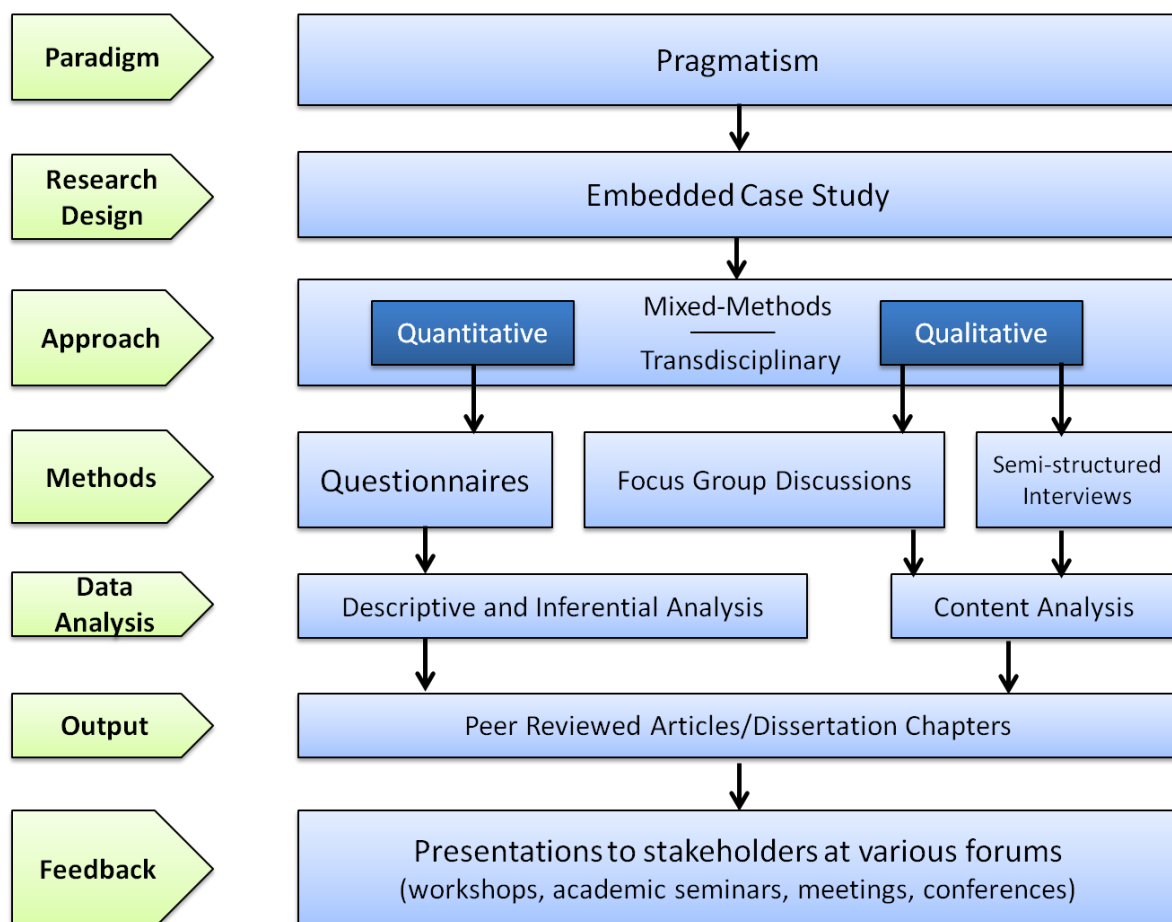 Paradigm
Pragmatism
Research
Design
Embedded Case Study
Approach
Quantitative
Mixed-Methods
Transdisciplinary
Qualitative
Methods
Questionnaires
Focus Group Discussions
Semi-structured
Interviews
Data
Analysis
Descriptive and Inferential Analysis
Content Analysis
Output
Peer Reviewed Articles/Dissertation Chapters
Feedback
Presentations to stakeholders at various forums
(workshops, academic seminars, meetings, conferences)